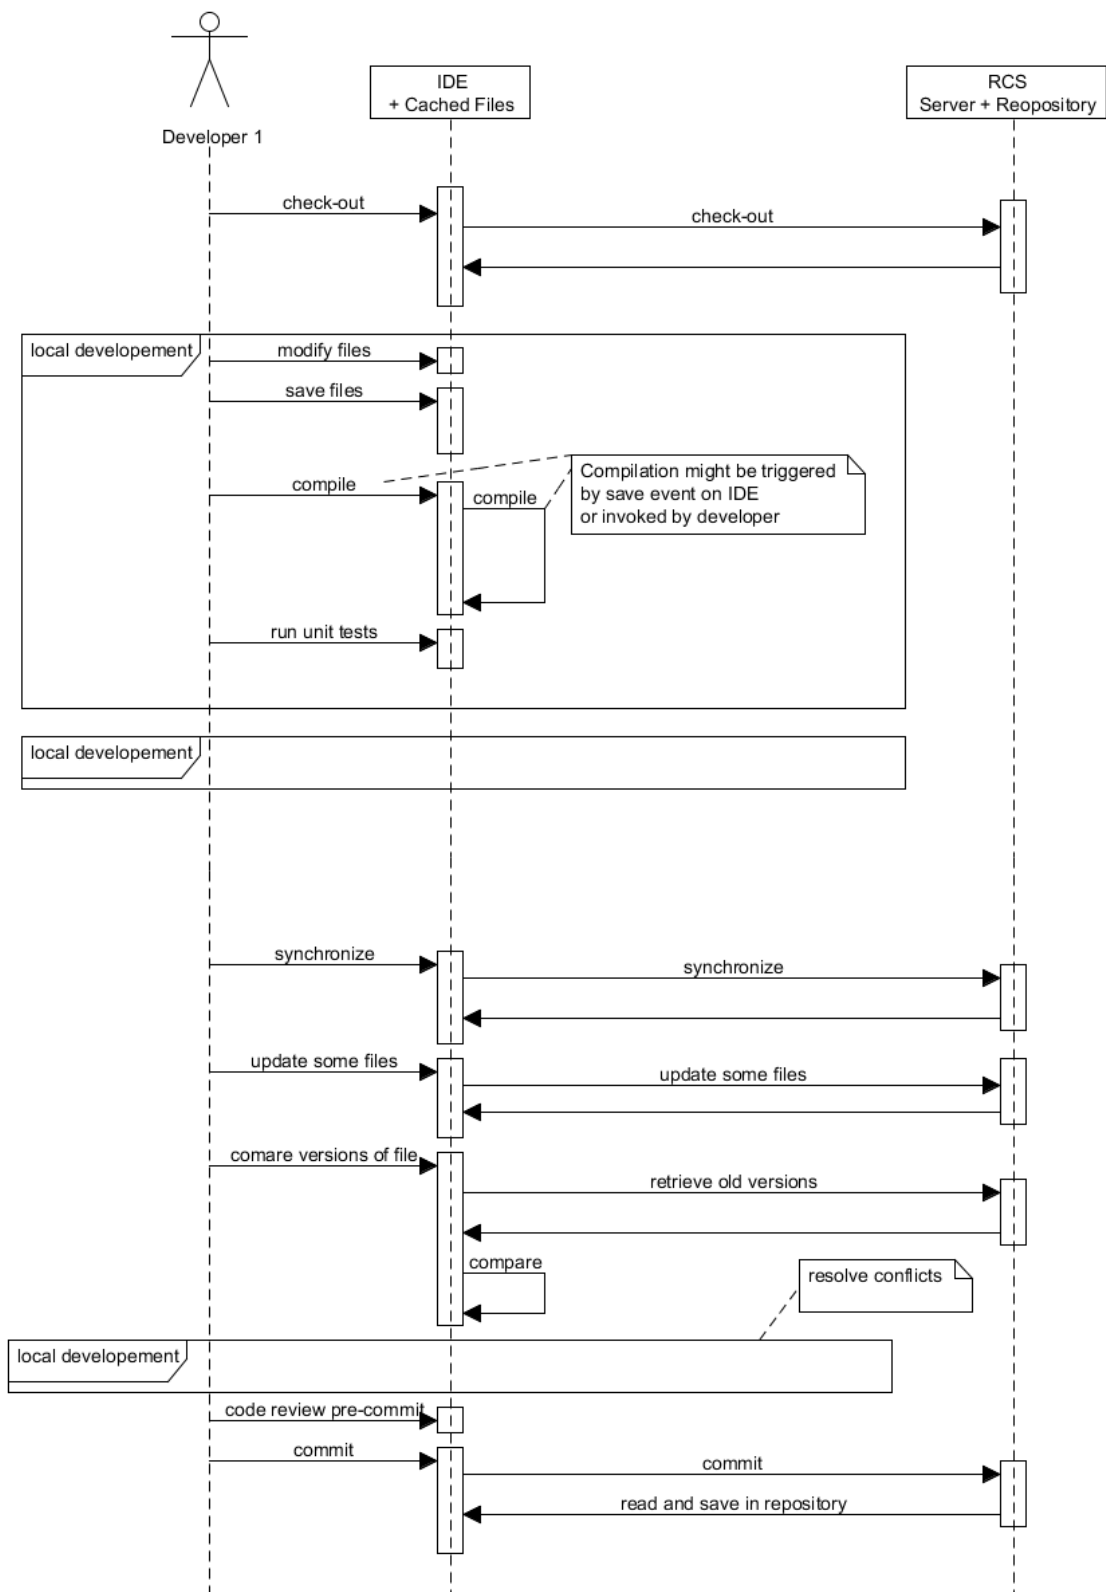 Developer 1
IDE
+ Cached Files
RCS
Server + Reopository
check-out
check-out
local developement
modify files
save files
compile
compile
Compilation might be triggered
by save event on IDE
or invoked by developer
run unit tests
local developement
synchronize
synchronize
update some files
update some files
comare versions of file
retrieve old versions
compare
resolve conflicts
local developement
code review pre-commit
commit
commit
read and save in repository